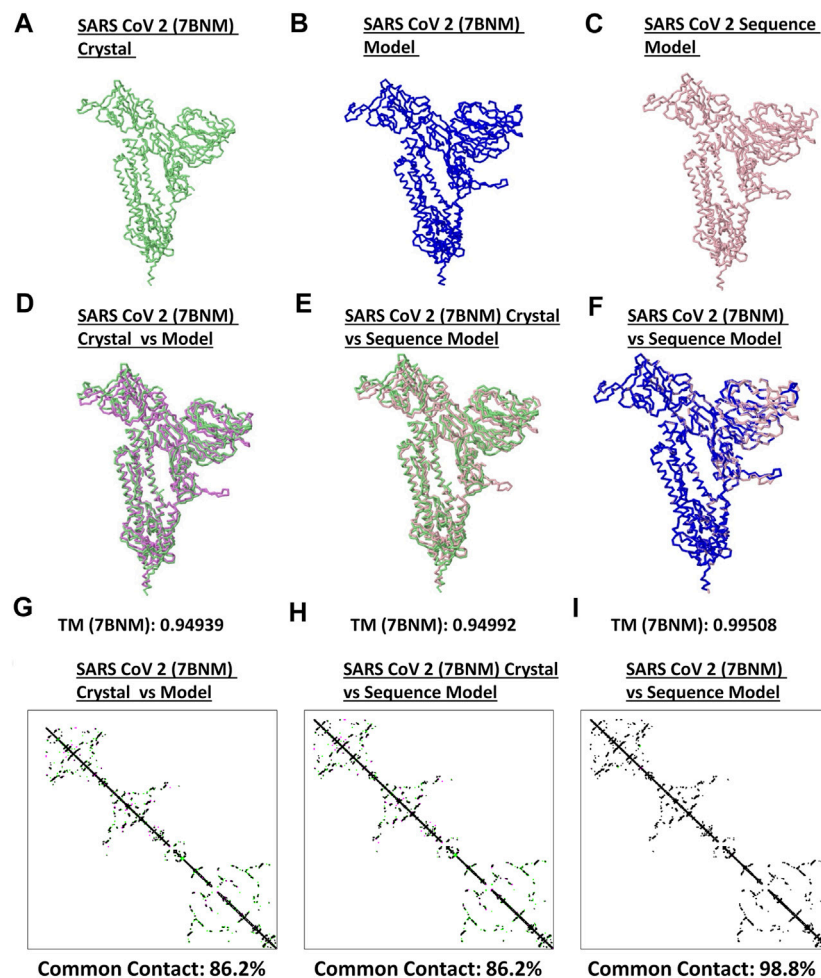 A
SARS CoV 2 (7BNM)
Crystal
B
SARS CoV 2 (7BNM)
Model
C
SARS CoV 2 Sequence
Model
D
SARS CoV 2 (7BNM)
Crystal vs Model
E
SARS CoV 2 (7BNM) Crystal
vs Sequence Model
F
SARS CoV 2 (7BNM)
vs Sequence Model
G
TM (7BNM): 0.94939
SARS CoV 2 (7BNM)
Crystal vs Model
Common Contact: 86.2%
H
TM (7BNM): 0.94992
SARS CoV 2 (7BNM) Crystal
vs Sequence Model
Common Contact: 86.2%
I
TM (7BNM): 0.99508
SARS CoV 2 (7BNM)
vs Sequence Model
Common Contact: 98.8%